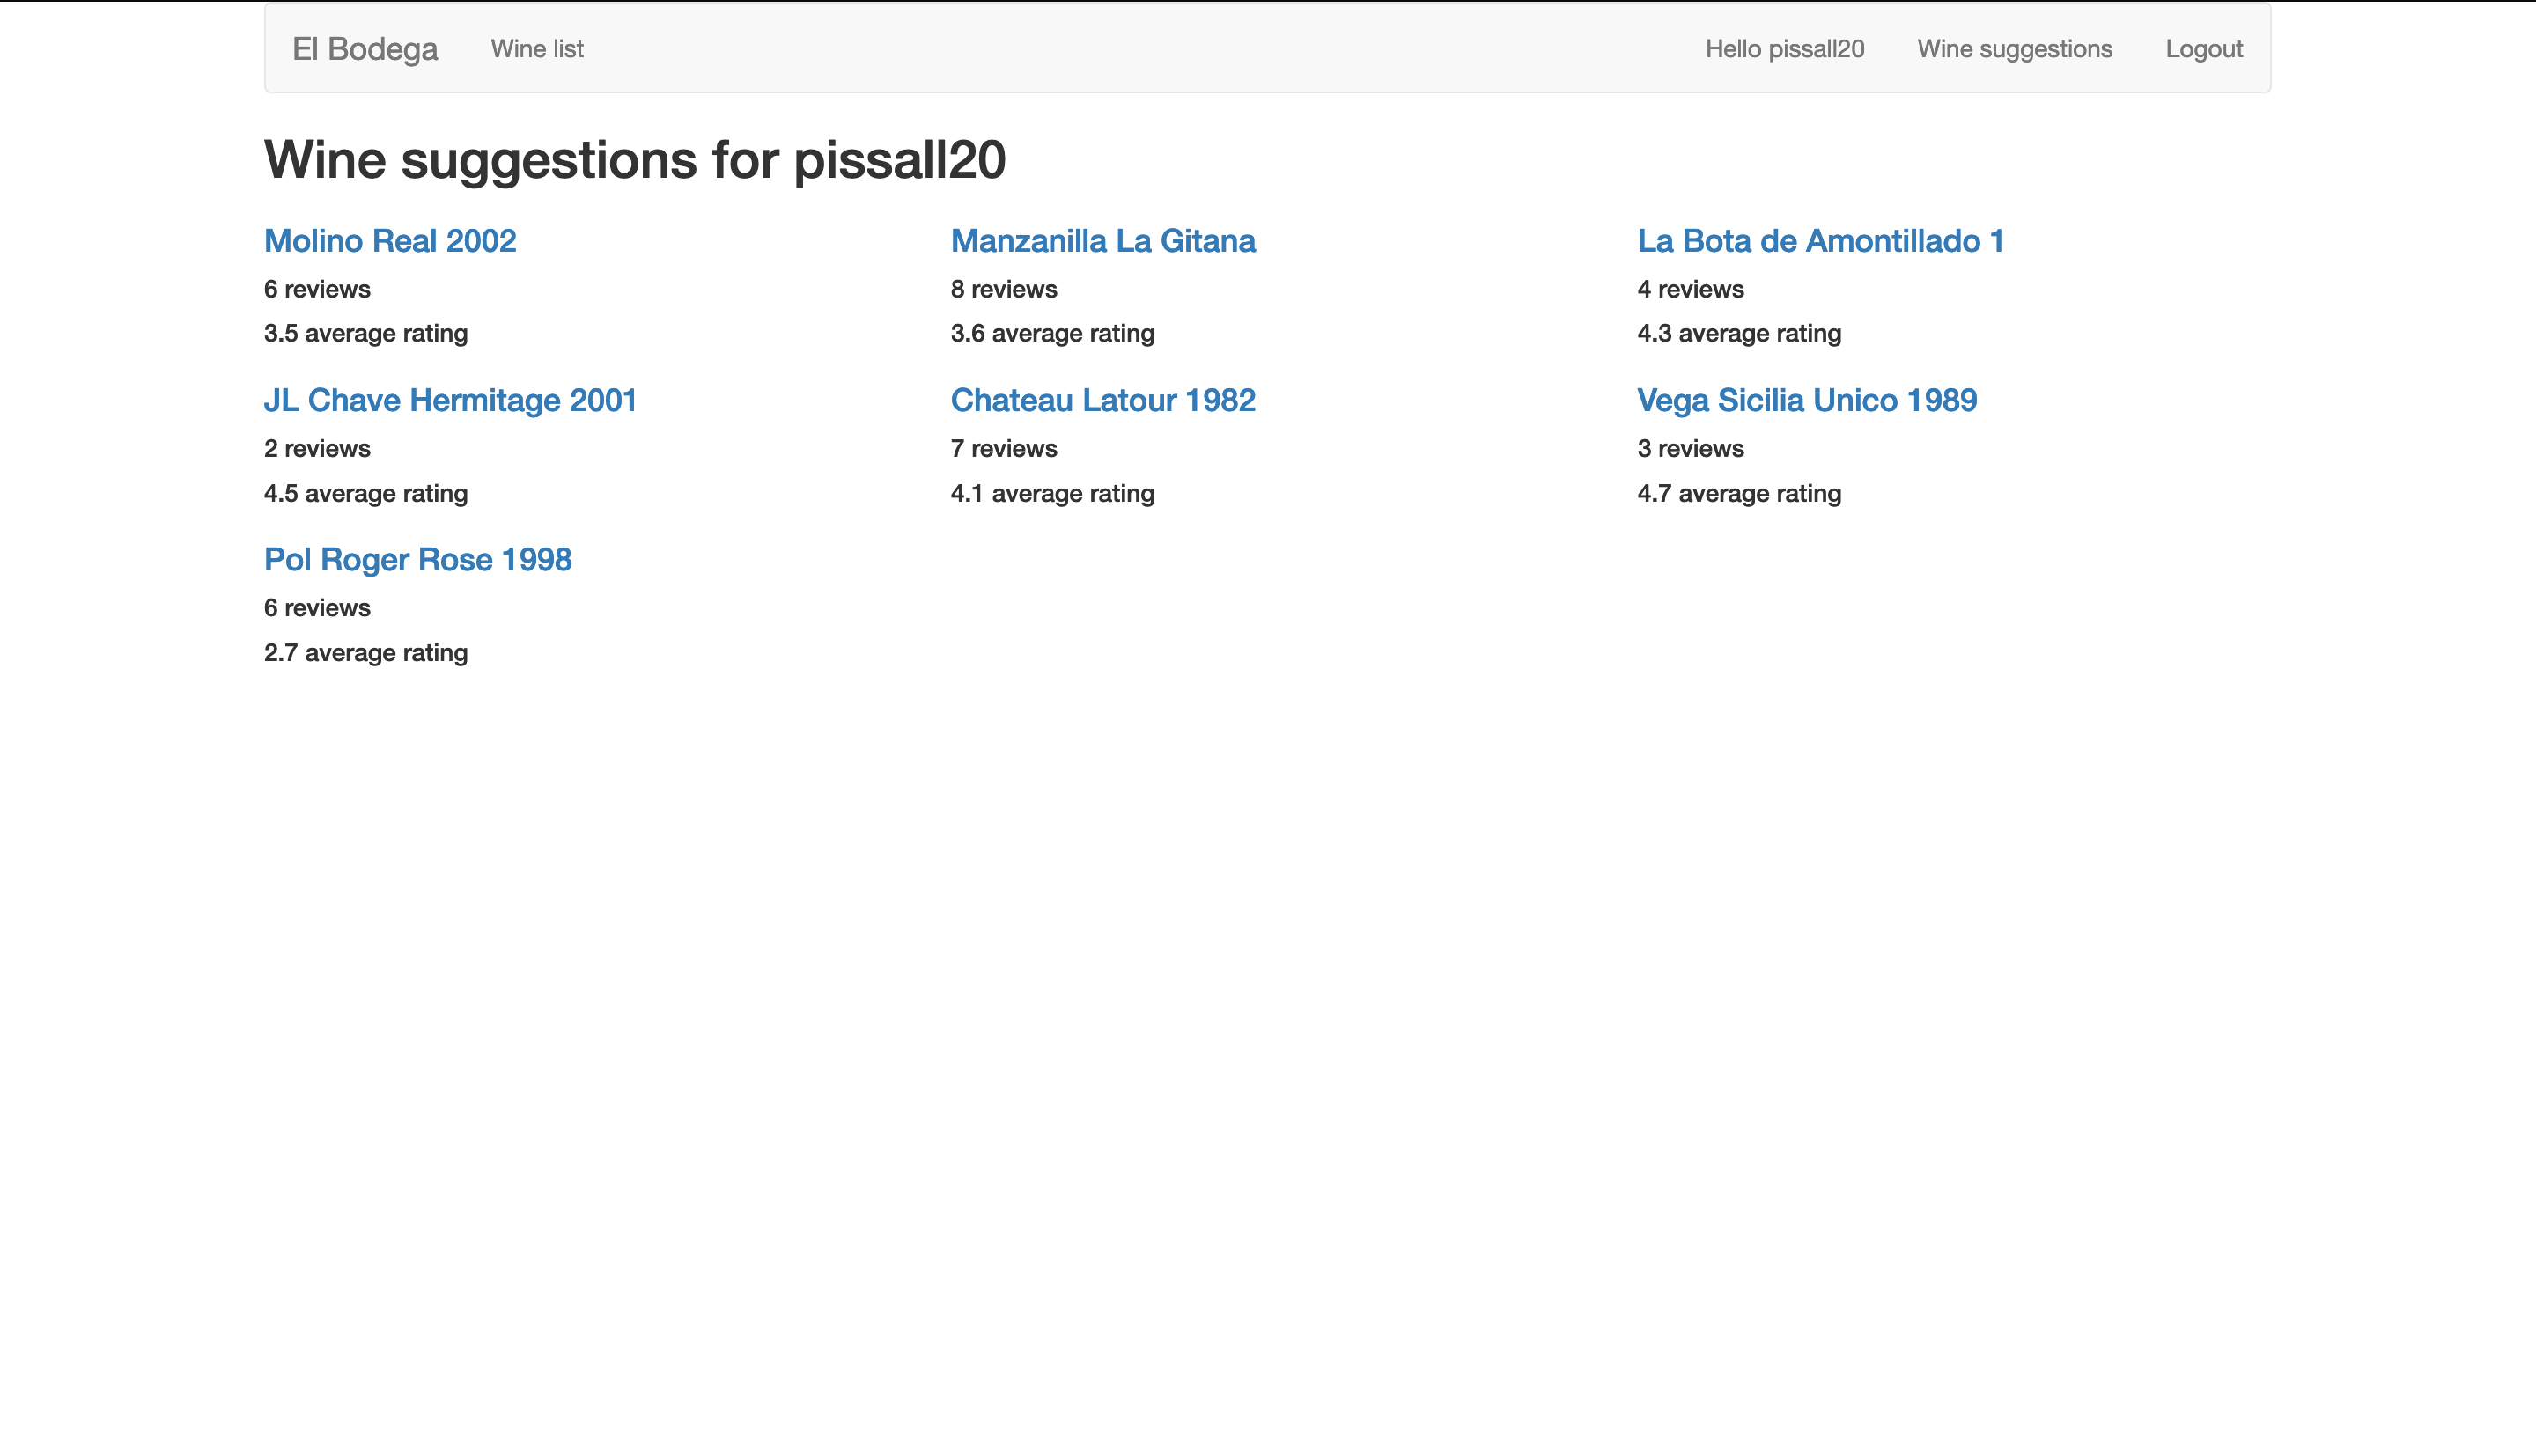 El Bodega Wine list Hello pissall20 Wine suggestions Logout
Wine suggestions for pissall20
Molino Real 2002
6 reviews
3.5 average rating
Manzanilla La Gitana
8 reviews
3.6 average rating
La Bota de Amontillado 1
4 reviews
4.3 average rating
JL Chave Hermitage 2001
2 reviews
4.5 average rating
Chateau Latour 1982
7 reviews
4.1 average rating
Vega Sicilia Unico 1989
3 reviews
4.7 average rating
Pol Roger Rose 1998
6 reviews
2.7 average rating